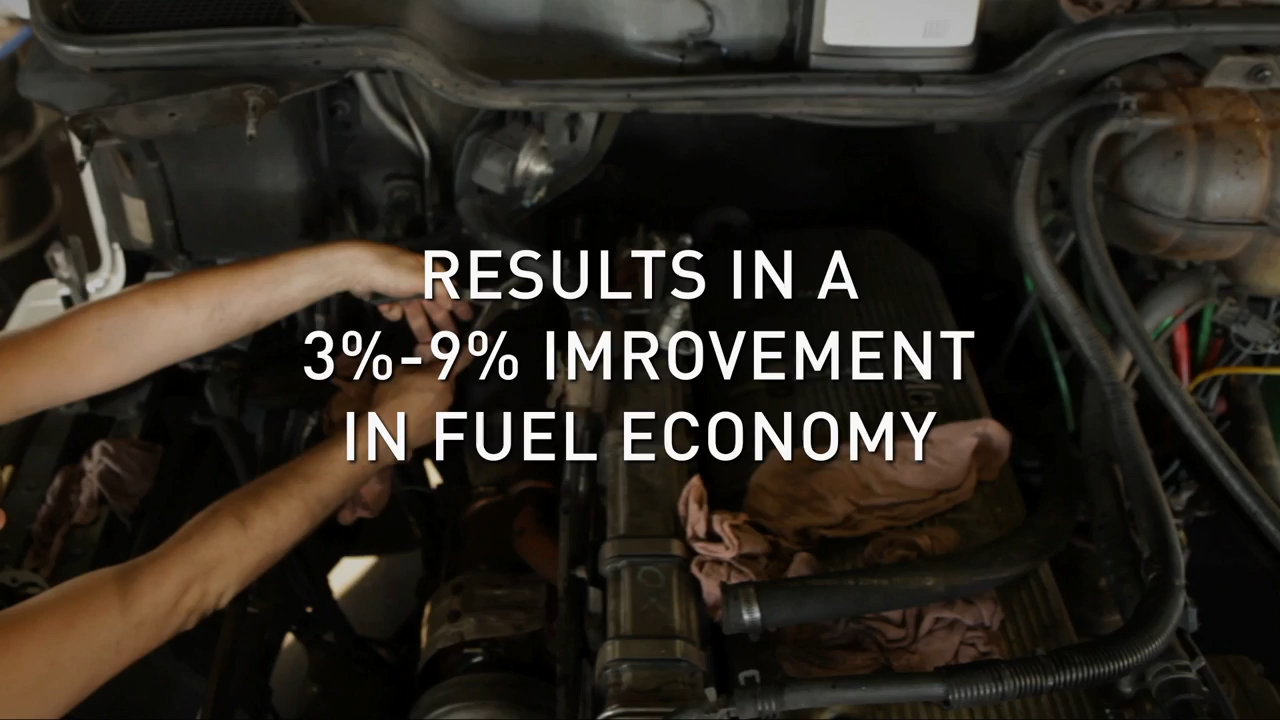 RESULTS IN A
3%-9% IMROVEMENT
IN FUEL ECONOMY